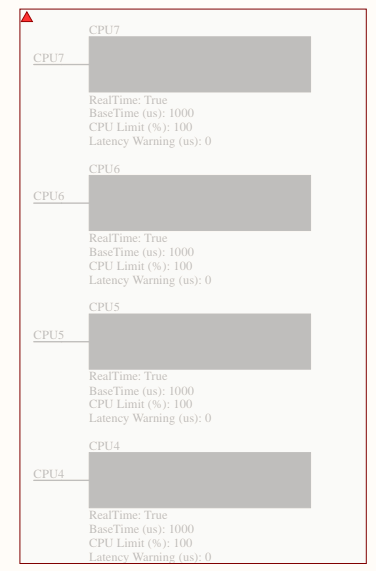 CPU7
CPU7
RealTime: True
BaseTime (us): 1000
CPU Limit (%): 100
Latency Warning (us): 0
CPU6
CPU6
RealTime: True
BaseTime (us): 1000
CPU Limit (%): 100
Latency Warning (us): 0
CPU5
CPU5
RealTime: True
BaseTime (us): 1000
CPU Limit (%): 100
Latency Warning (us): 0
CPU4
CPU4
RealTime: True
BaseTime (us): 1000
CPU Limit (%): 100
Latency Warning (us): 0